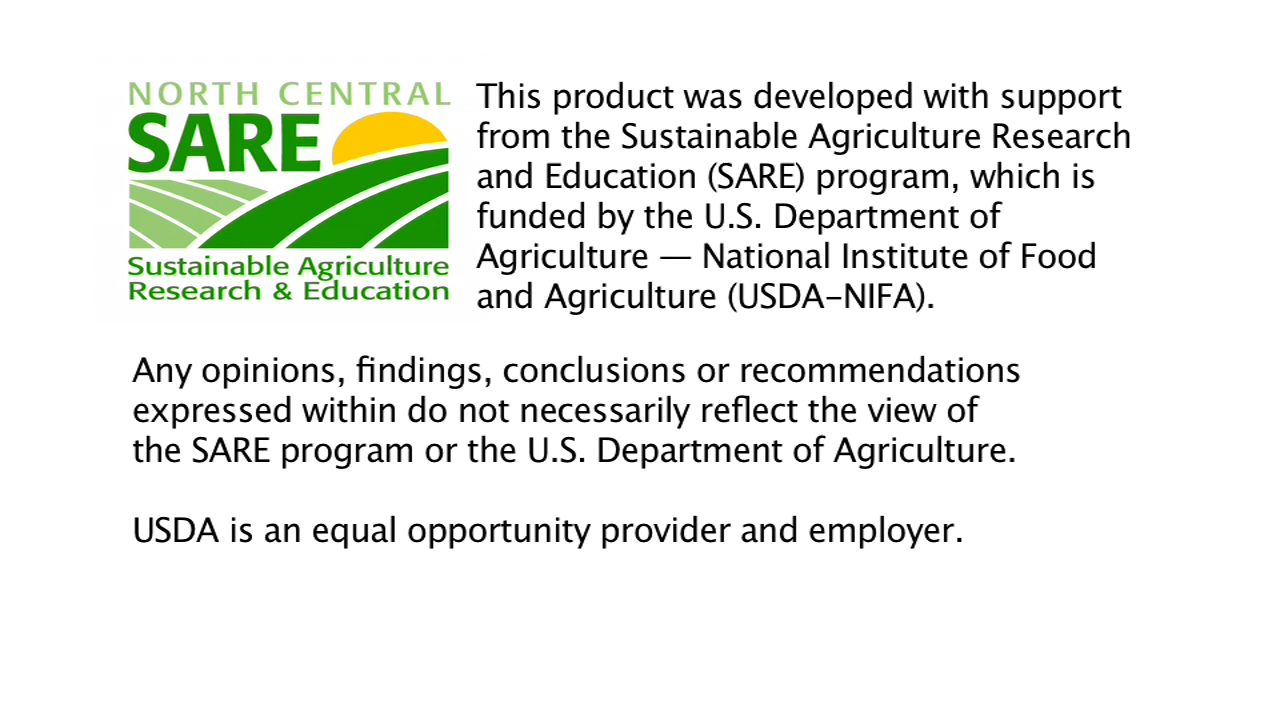 NORTH CENTRAL
SARE
Sustainable Agriculture
Research & Education
This product was developed with support
from the Sustainable Agriculture Research
and Education (SARE) program, which is
funded by the U.S. Department of
Agriculture — National Institute of Food
and Agriculture (USDA–NIFA).
Any opinions, findings, conclusions or recommendations
expressed within do not necessarily reflect the view of
the SARE program or the U.S. Department of Agriculture.
USDA is an equal opportunity provider and employer.